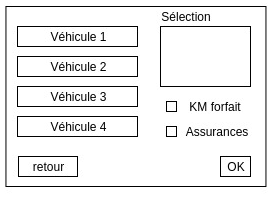 Sélection
Véhicule 1
Véhicule 2
Véhicule 3
Véhicule 4
KM forfait
Assurances
retour
OK